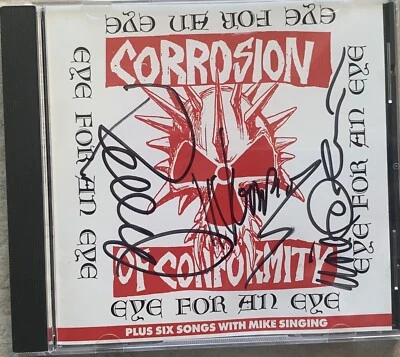 EYE FOR AN EYE
CORROSION
EYE FOR AN EYE
EYE FOR AN EYE
OF CONFORMITY
EYE FOR AN EYE
PLUS SIX SONGS WITH MIKE SINGING